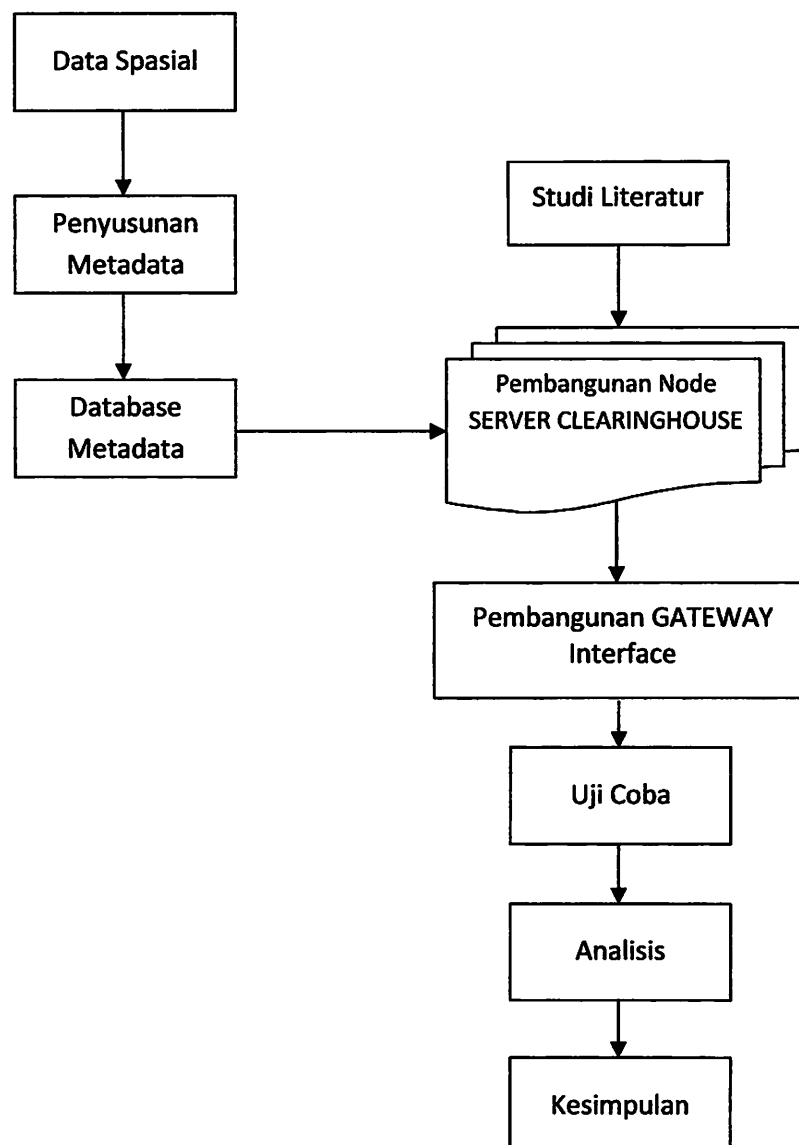 Data Spasial
Penyusunan
Metadata
Database
Metadata
Studi Literatur
Pembangunan Node
SERVER CLEARINGHOUSE
Pembangunan GATEWAY
Interface
Uji Coba
Analisis
Kesimpulan